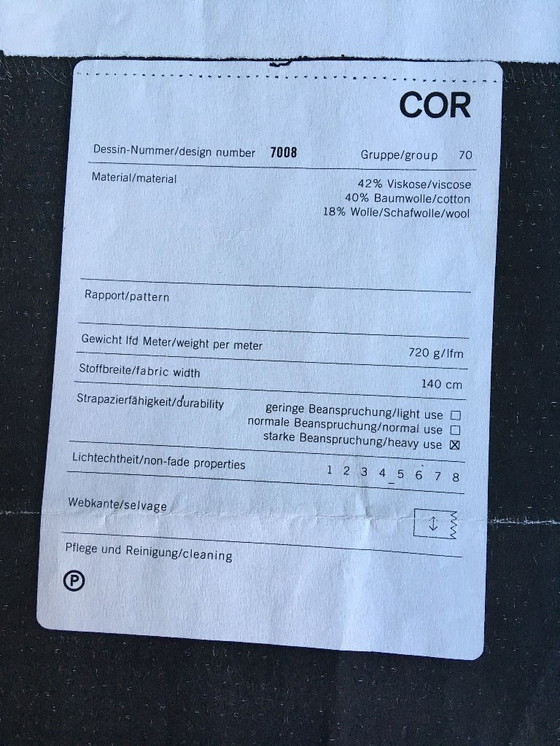 COR
Dessin-Nummer/design number 7008 Gruppe/group 70
Material/material 42% Viskose/viscose
40% Baumwolle/cotton
18% Wolle/Schafwolle/wool
Rapport/pattern
Gewicht lfd Meter/weight per meter 720 g/lfm
Stoffbreite/fabric width 140 cm
Strapazierfähigkeit/durability geringe Beanspruchung/light use ☐
normale Beanspruchung/normal use ☐
starke Beanspruchung/heavy use ☒
Lichtechtheit/non-fade properties 1 2 3 4 5 6 7 8
Webkante/selvage
Pflege und Reinigung/cleaning
P